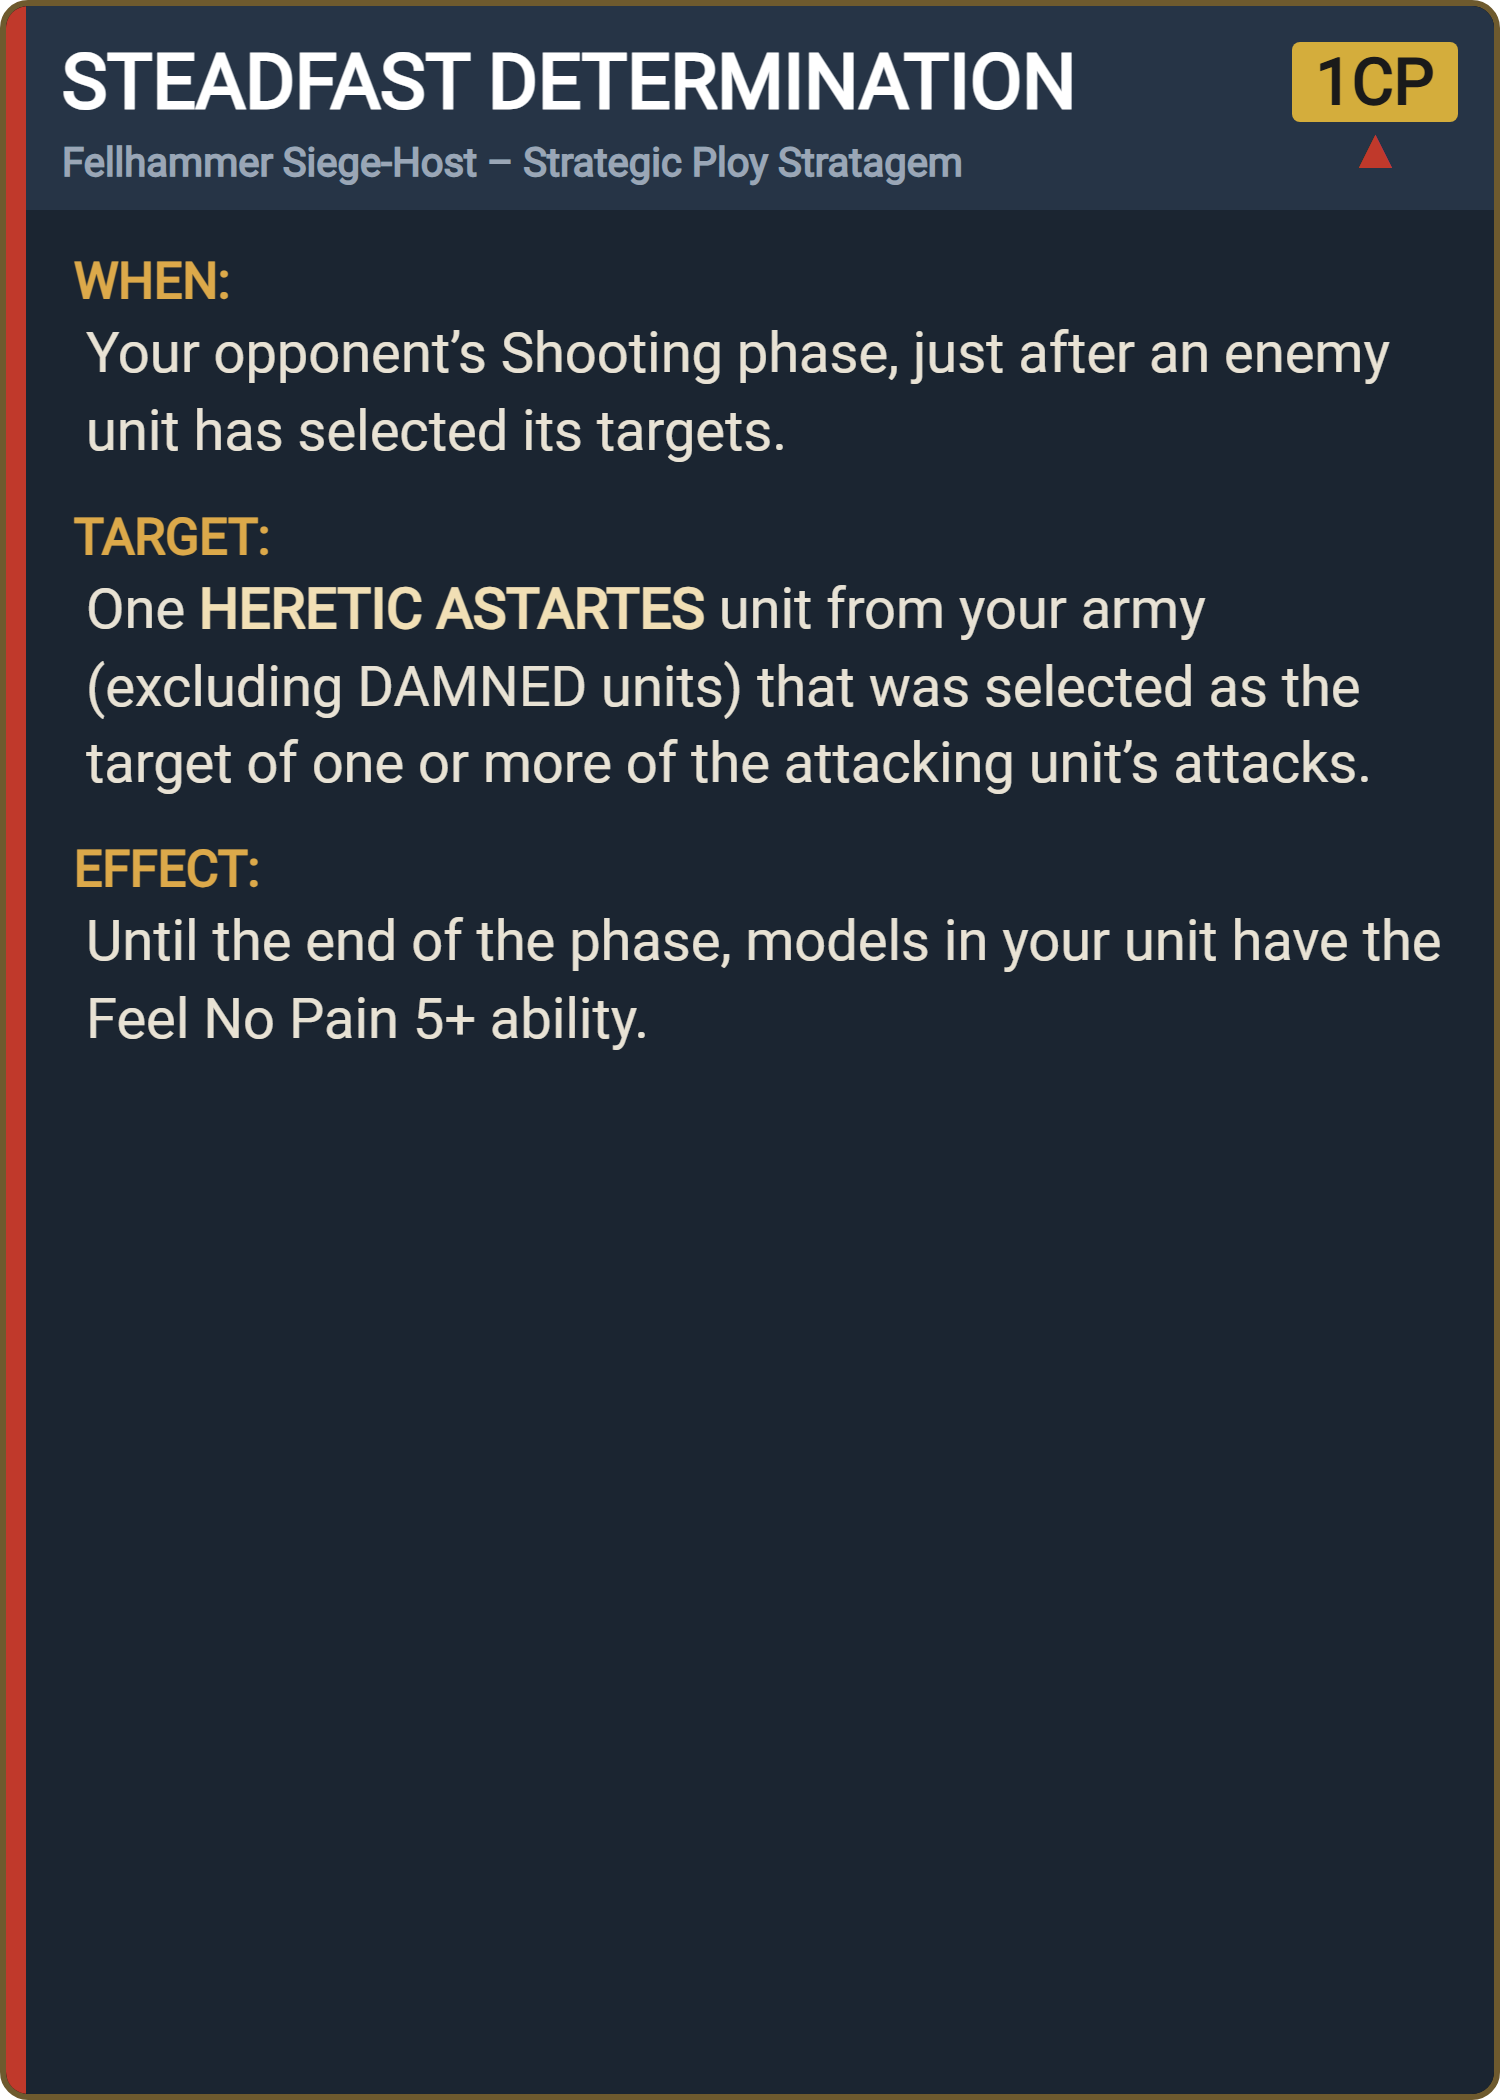 STEADFAST DETERMINATION
1CP
Fellhammer Siege-Host – Strategic Ploy Stratagem
WHEN:
Your opponent’s Shooting phase, just after an enemy
unit has selected its targets.
TARGET:
One HERETIC ASTARTES unit from your army
(excluding DAMNED units) that was selected as the
target of one or more of the attacking unit’s attacks.
EFFECT:
Until the end of the phase, models in your unit have the
Feel No Pain 5+ ability.